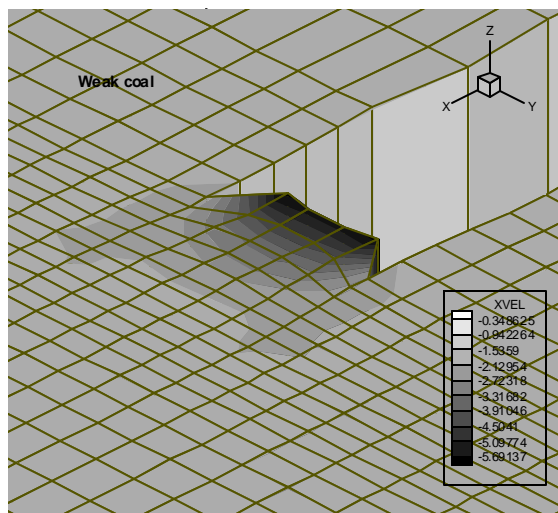 Z
Weak coal
X
Y
XVEL
-0.348625
-0.942264
-1.5359
-2.12954
-2.72318
-3.31682
-3.91046
-4.5041
-5.09774
-5.69137